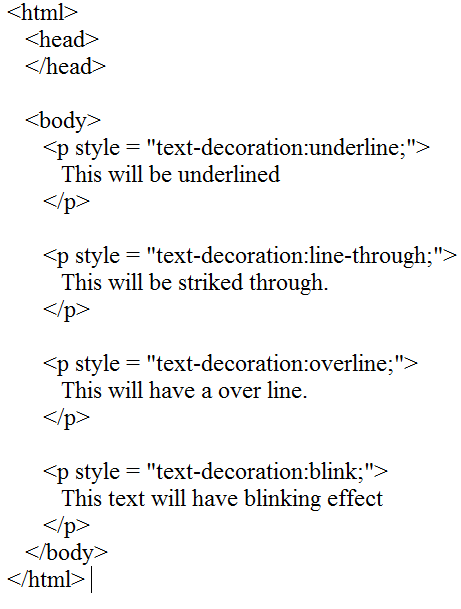 <html>
<head>
</head>
<body>
<p style = "text-decoration:underline;">
This will be underlined
</p>
<p style = "text-decoration:line-through;">
This will be striked through.
</p>
<p style = "text-decoration:overline;">
This will have a over line.
</p>
<p style = "text-decoration:blink;">
This text will have blinking effect
</p>
</body>
</html>